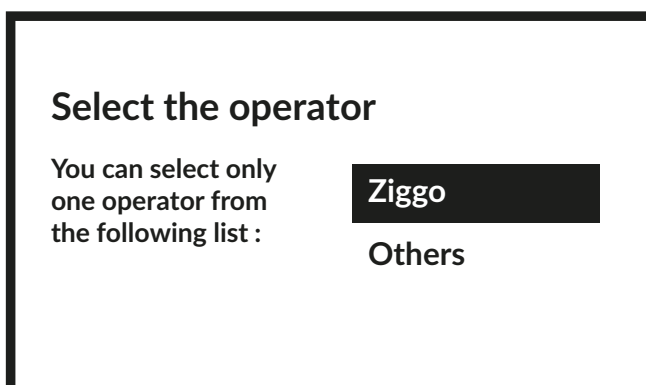 Select the operator
You can select only
one operator from
the following list :
Ziggo
Others